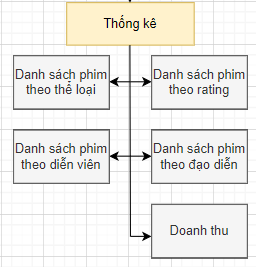 Thống kê
Danh sách phim
theo thể loại
Danh sách phim
theo rating
Danh sách phim
theo diễn viên
Danh sách phim
theo đạo diễn
Doanh thu